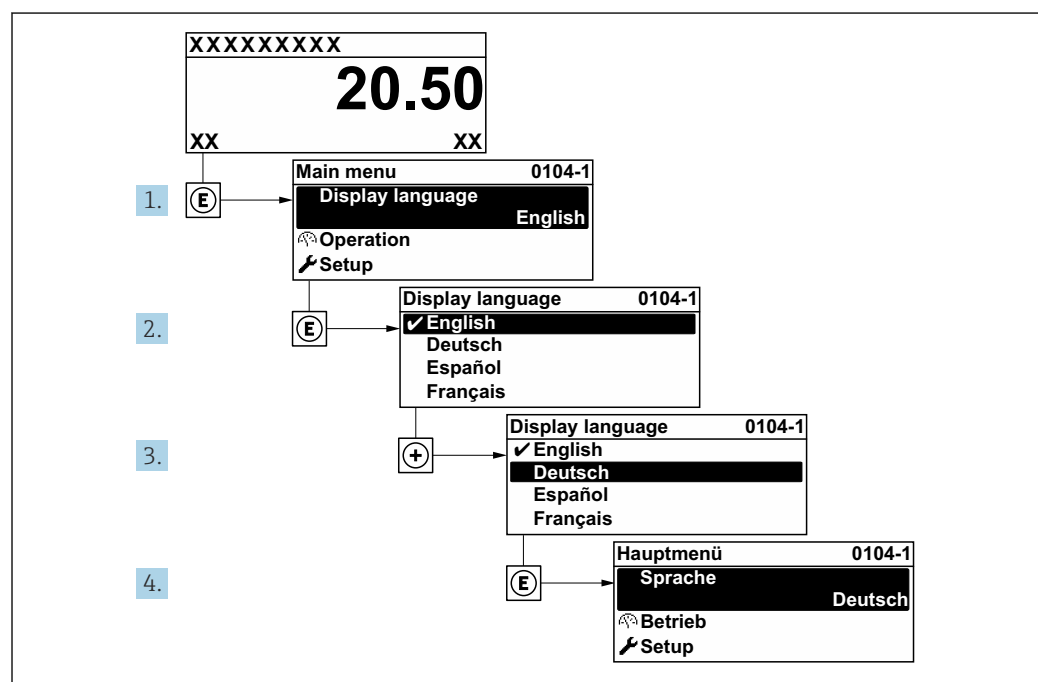 XXXXXXXXX
20.50
XX XX
1.
E
Main menu 0104-1
Display language
English
Operation
Setup
2.
E
Display language 0104-1
✔ English
Deutsch
Español
Français
3.
+
Display language 0104-1
✔ English
Deutsch
Español
Français
4.
E
Hauptmenü 0104-1
Sprache
Deutsch
Betrieb
Setup